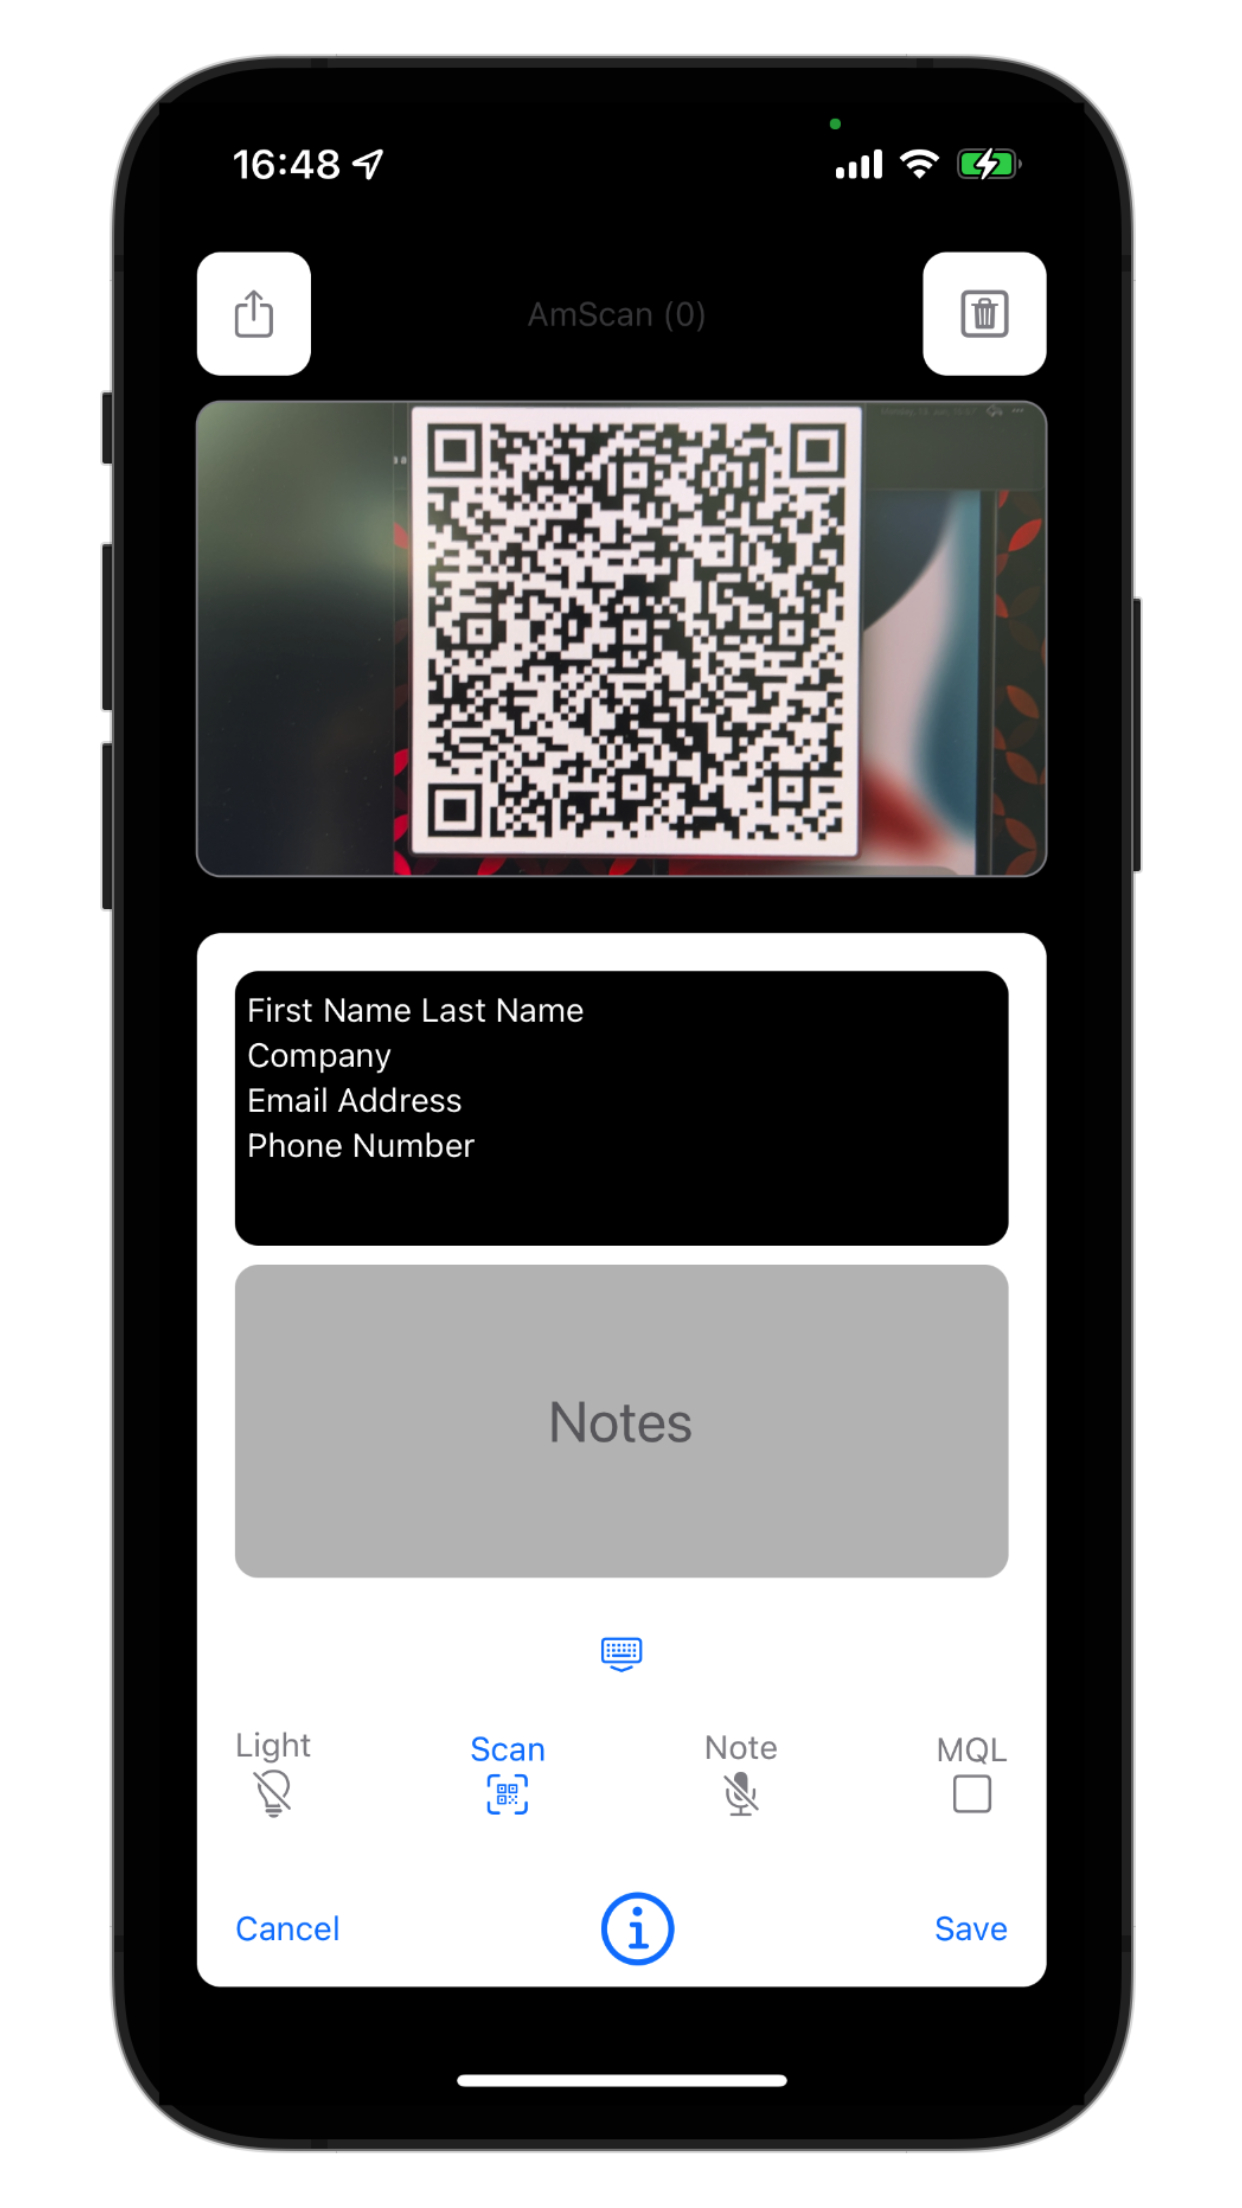 16:48
AmScan (0)
First Name Last Name
Company
Email Address
Phone Number
Notes
Light
Scan
Note
MQL
Cancel
Save